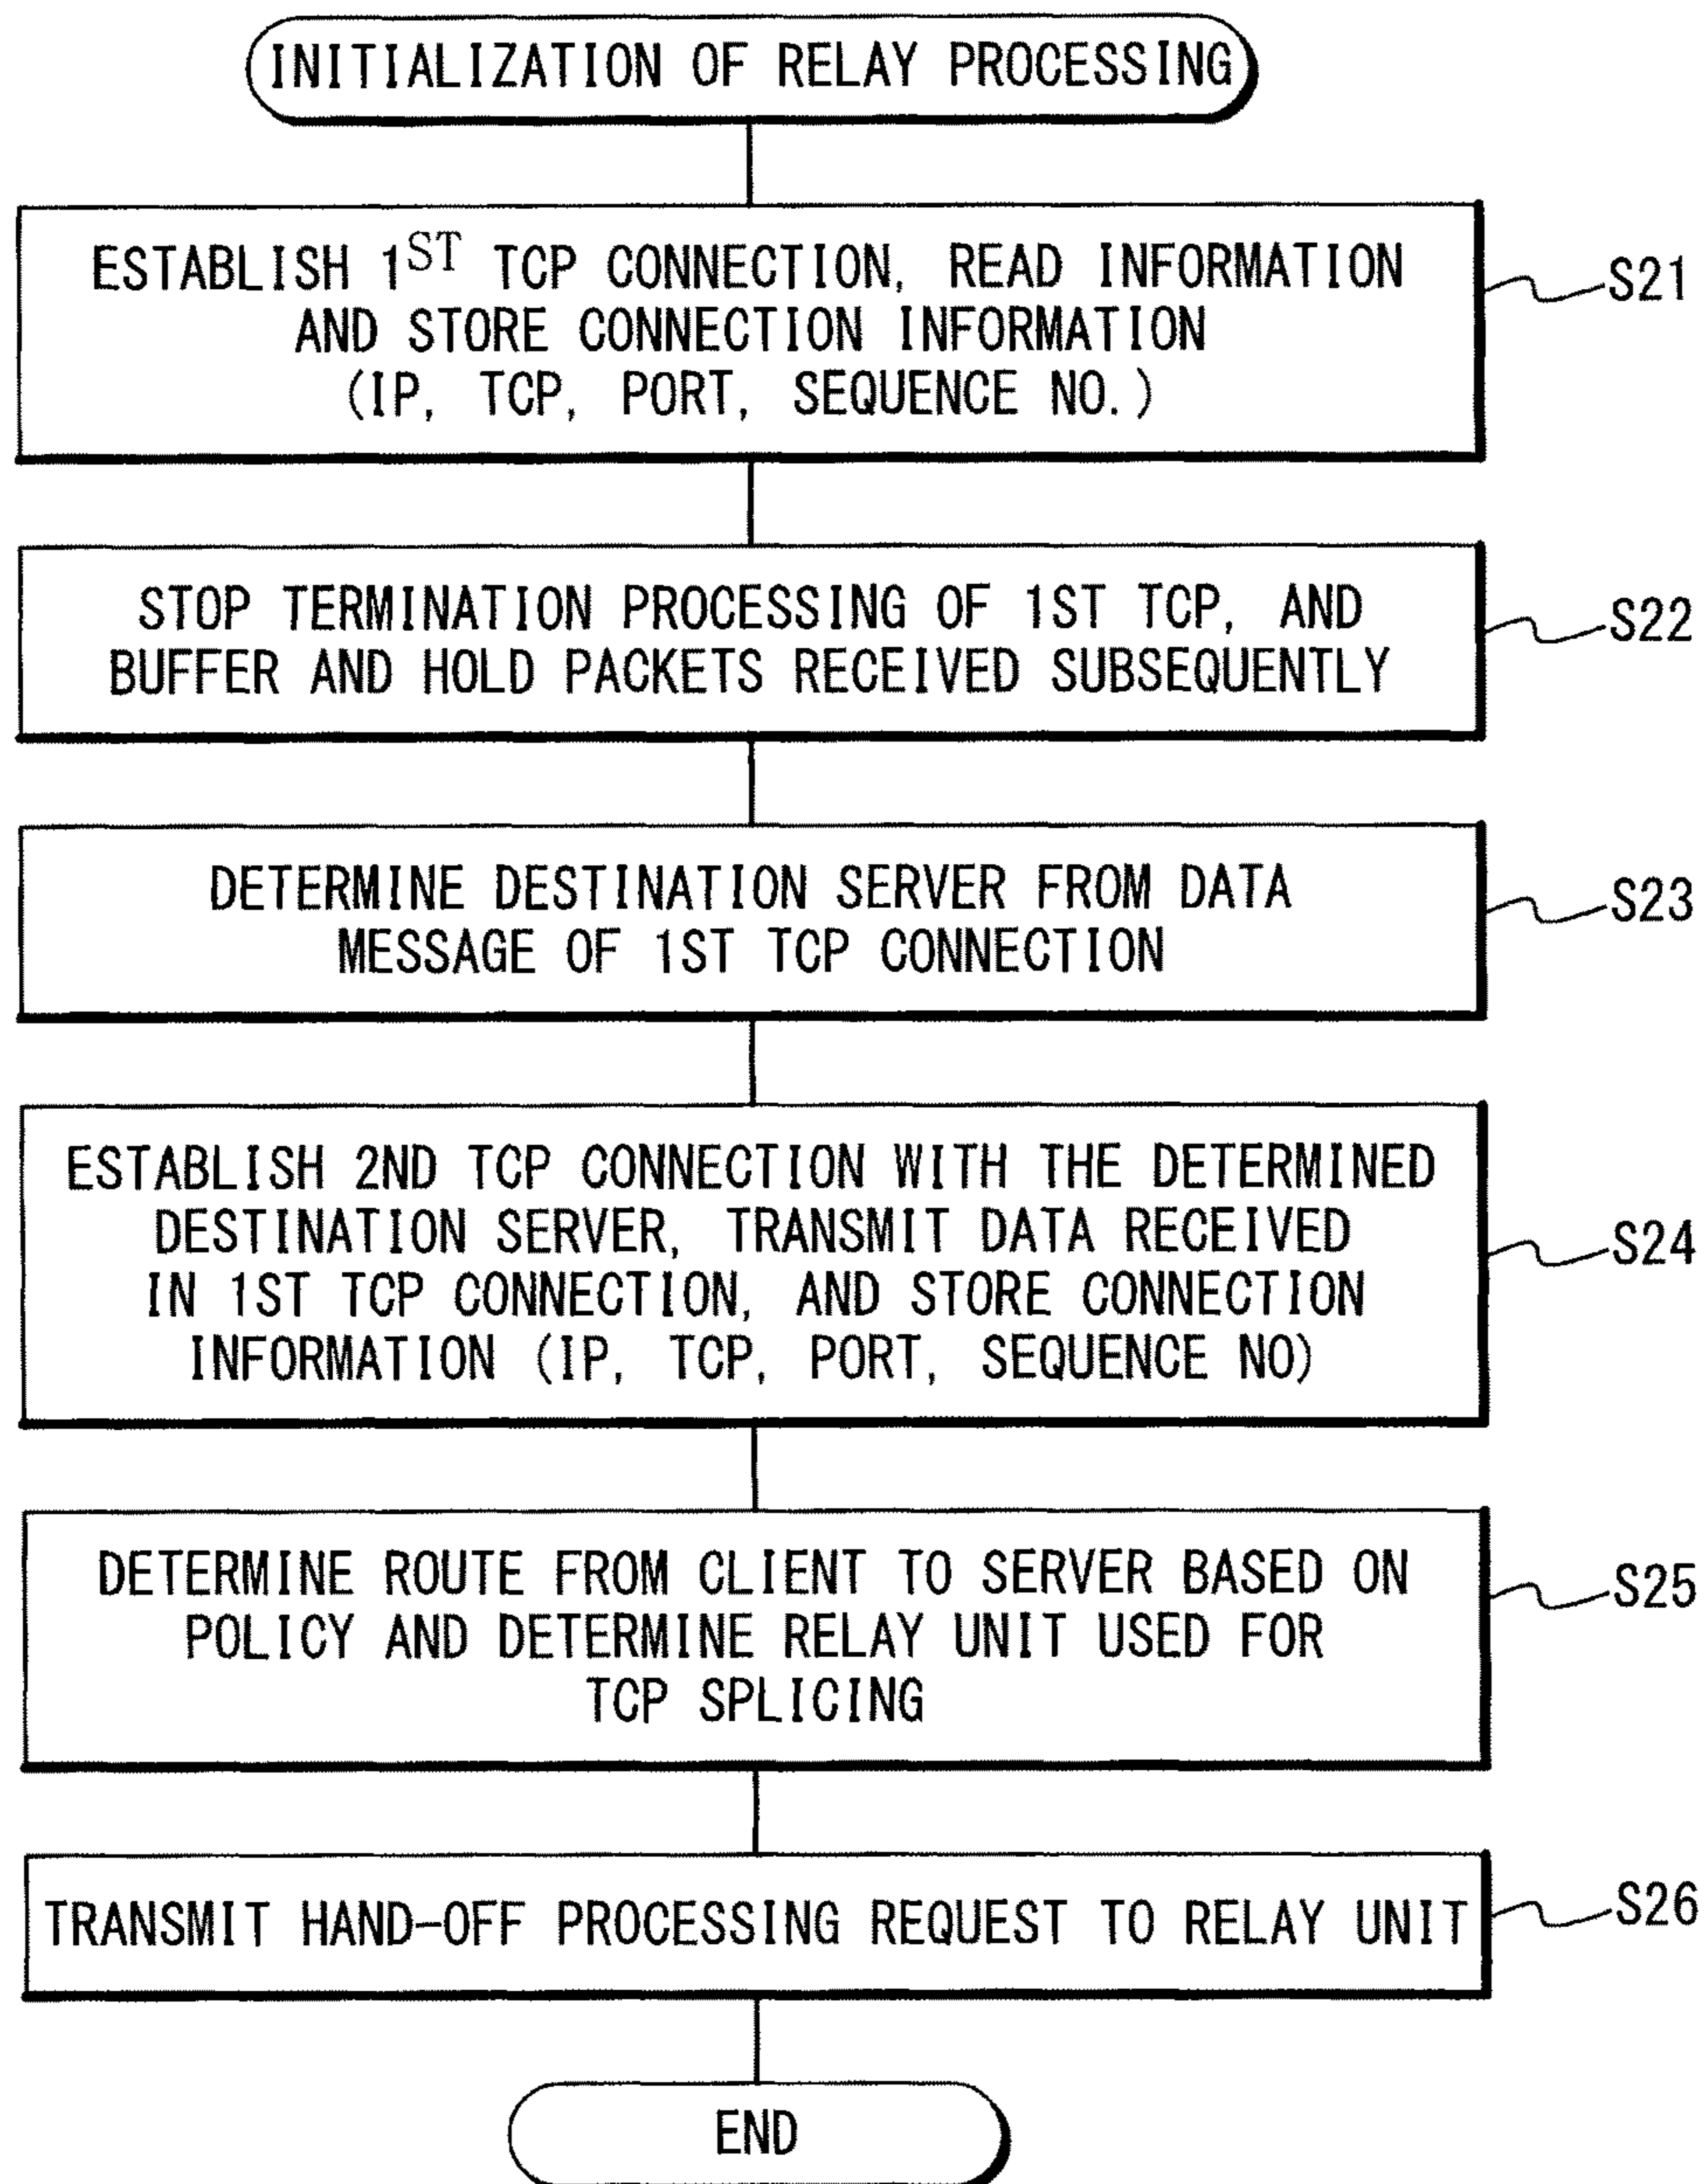 INITIALIZATION OF RELAY PROCESSING
ESTABLISH 1ST TCP CONNECTION, READ INFORMATION
AND STORE CONNECTION INFORMATION
(IP, TCP, PORT, SEQUENCE NO.)
S21
STOP TERMINATION PROCESSING OF 1ST TCP, AND
BUFFER AND HOLD PACKETS RECEIVED SUBSEQUENTLY
S22
DETERMINE DESTINATION SERVER FROM DATA
MESSAGE OF 1ST TCP CONNECTION
S23
ESTABLISH 2ND TCP CONNECTION WITH THE DETERMINED
DESTINATION SERVER, TRANSMIT DATA RECEIVED
IN 1ST TCP CONNECTION, AND STORE CONNECTION
INFORMATION (IP, TCP, PORT, SEQUENCE NO)
S24
DETERMINE ROUTE FROM CLIENT TO SERVER BASED ON
POLICY AND DETERMINE RELAY UNIT USED FOR
TCP SPLICING
S25
TRANSMIT HAND-OFF PROCESSING REQUEST TO RELAY UNIT
S26
END